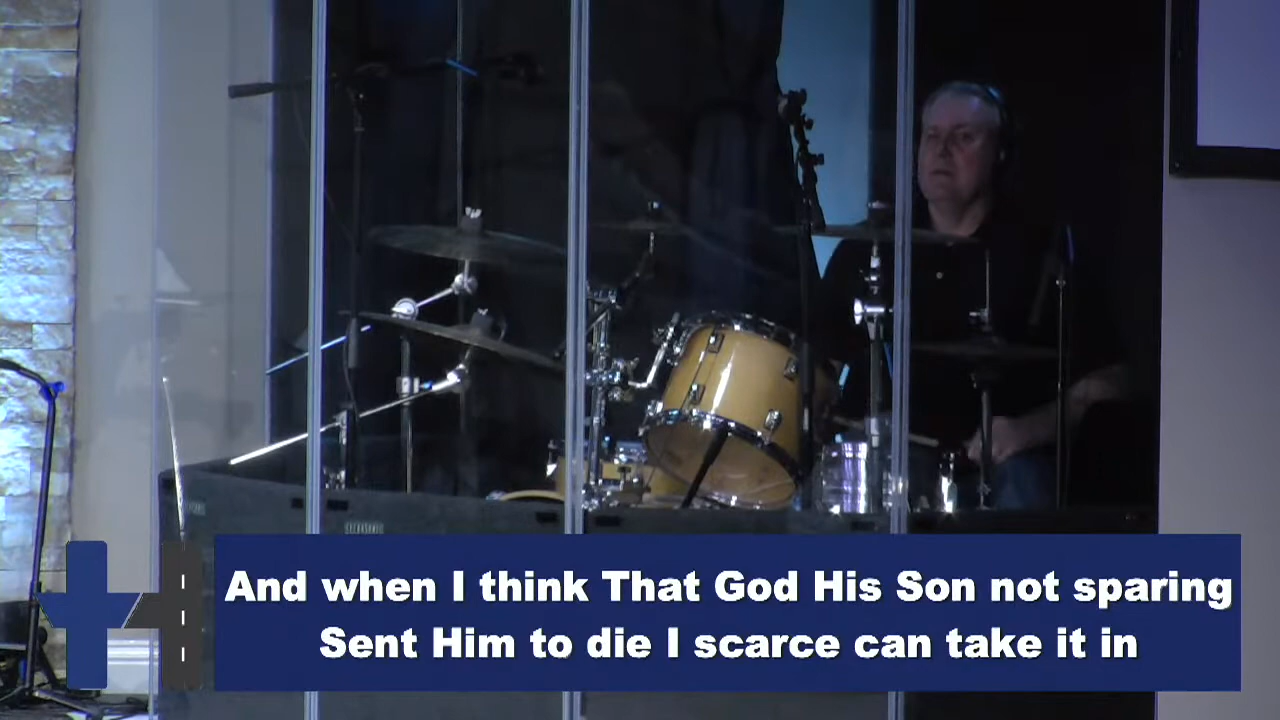 And when I think That God His Son not sparing
Sent Him to die I scarce can take it in